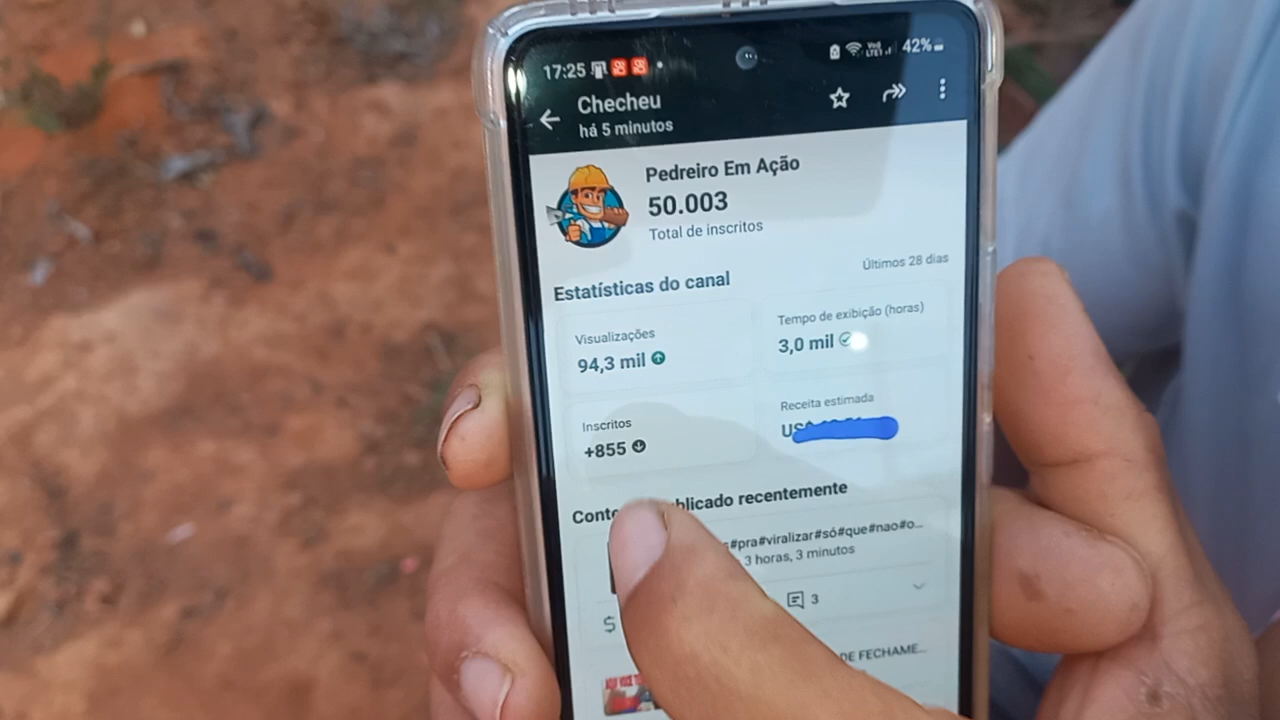 17:25 42%
Checheu
há 5 minutos
Pedreiro Em Ação
50.003
Total de inscritos
Estatísticas do canal
Últimos 28 dias
Visualizações
94,3 mil
Tempo de exibição (horas)
3,0 mil
Inscritos
+855
Receita estimada
US$
Conte blicado recentemente
#pra#viralizar#só#que#nao#o...
3 horas, 3 minutos
3
$
DE FECHAME...